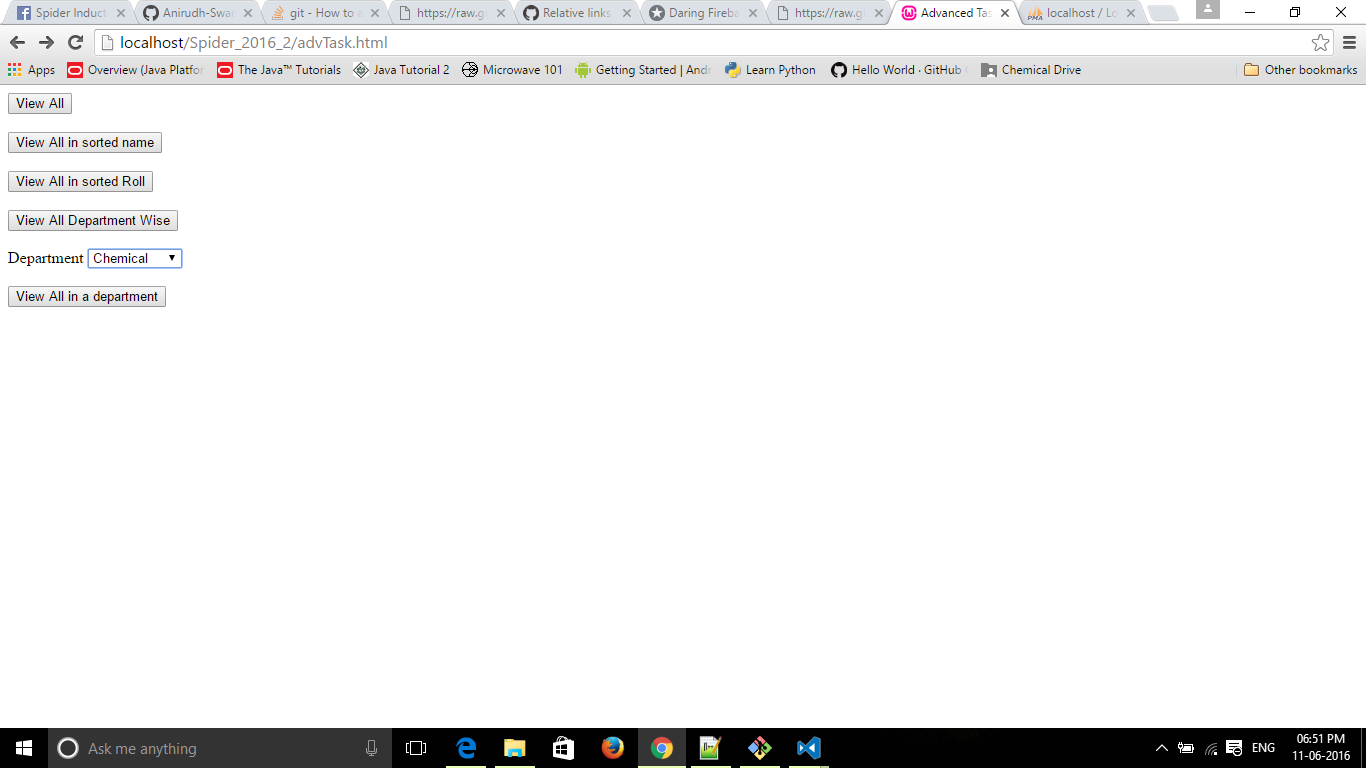 Spider Induct
Anirudh-Swa
git - How to a
https://raw.g
Relative links
Daring Fireba
https://raw.g
Advanced Tas
PMA
localhost / Lo
localhost/Spider_2016_2/advTask.html
Apps
Overview (Java Platfor
The Java™ Tutorials
Java Tutorial 2
Microwave 101
Getting Started | Andr
Learn Python
Hello World · GitHub
Chemical Drive
Other bookmarks
View All
View All in sorted name
View All in sorted Roll
View All Department Wise
Department Chemical
View All in a department
Ask me anything
ENG
06:51 PM
11-06-2016